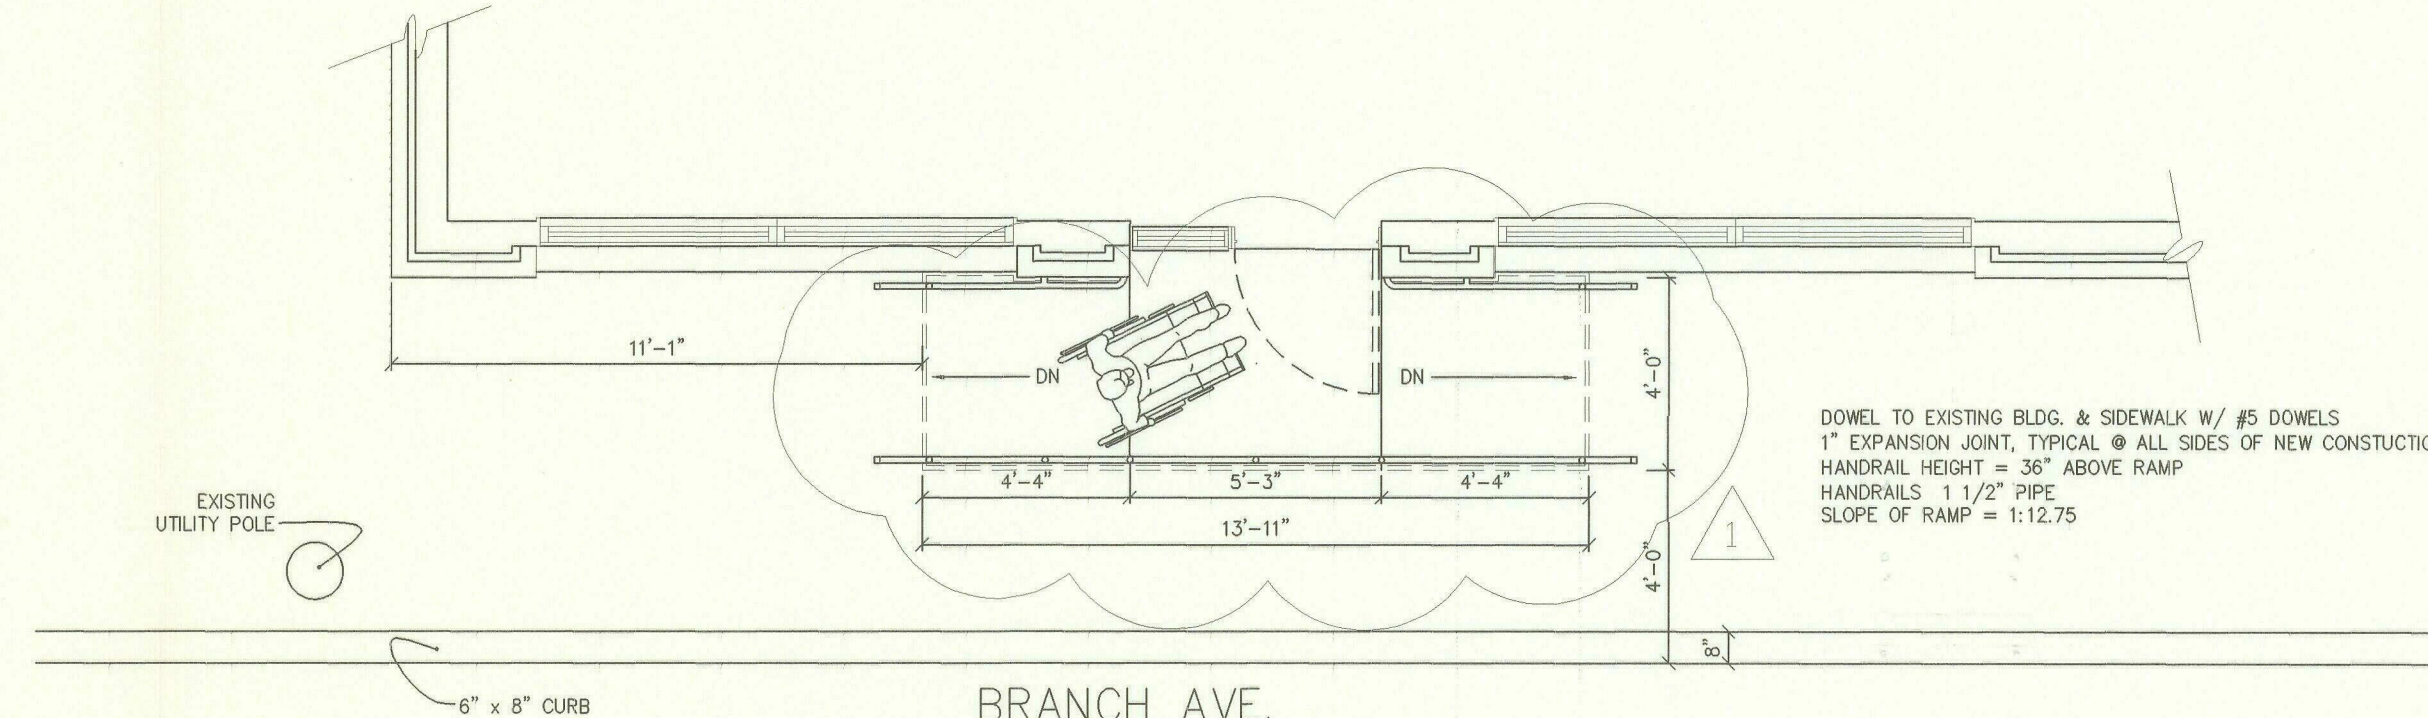 11'-1"
DN
DN
4'-0"
4'-4"
5'-3"
4'-4"
13'-11"
4'-0"
8"
1
DOWEL TO EXISTING BLDG. & SIDEWALK W/ #5 DOWELS
1" EXPANSION JOINT, TYPICAL @ ALL SIDES OF NEW CONSTUCTIO
HANDRAIL HEIGHT = 36" ABOVE RAMP
HANDRAILS 1 1/2" PIPE
SLOPE OF RAMP = 1:12.75
EXISTING
UTILITY POLE
6" x 8" CURB
BRANCH AVE.